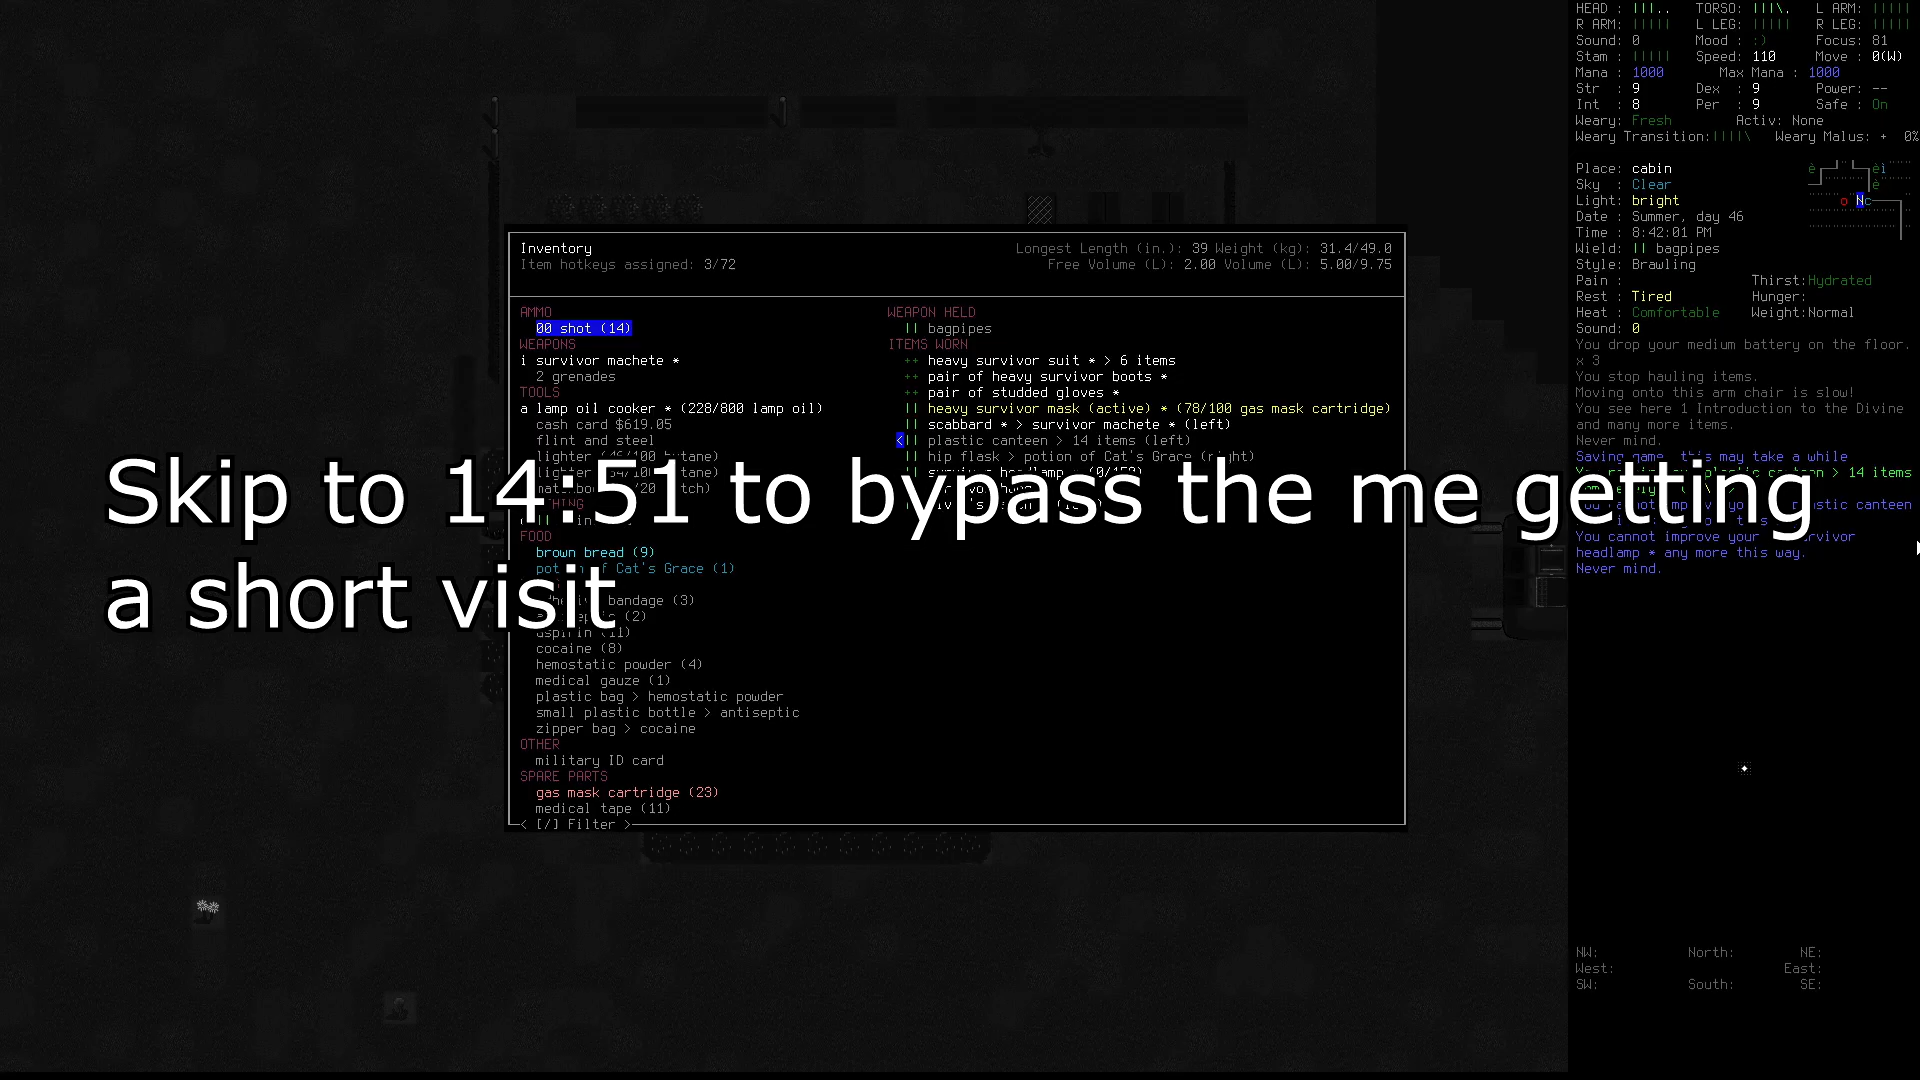 Skip to 14:51 to bypass the me getting
a short visit
Inventory
Longest Length (in.): 39 Weight (kg): 31.4/49.0
Item hotkeys assigned: 3/72
Free Volume (L): 2.00 Volume (L): 5.00/9.75
AMMO
00 shot (14)
WEAPONS
i survivor machete *
2 grenades
TOOLS
a lamp oil cooker * (228/800 lamp oil)
cash card $619.05
flint and steel
FOOD
brown bread (9)
potion of Cat's Grace (1)
bandage (3)
(2)
aspirin (11)
cocaine (8)
hemostatic powder (4)
medical gauze (1)
plastic bag > hemostatic powder
small plastic bottle > antiseptic
zipper bag > cocaine
OTHER
military ID card
SPARE PARTS
gas mask cartridge (23)
medical tape (11)
< [/] Filter >
WEAPON HELD
|| bagpipes
ITEMS WORN
++ heavy survivor suit * > 6 items
++ pair of heavy survivor boots *
++ pair of studded gloves *
|| heavy survivor mask (active) * (78/100 gas mask cartridge)
|| scabbard * > survivor machete * (left)
<|| plastic canteen > 14 items (left)
|| hip flask > potion of Cat's Grace (right)
HEAD : |||.. TORSO: |||\. L ARM: |||||
R ARM: ||||| L LEG: ||||| R LEG: |||||
Sound: 0 Mood : :) Focus: 81
Stam : ||||| Speed: 110 Move : 0(W)
Mana : 1000 Max Mana : 1000
Str : 9 Dex : 9 Power: --
Int : 8 Per : 9 Safe : On
Weary: Fresh Activ: None
Weary Transition:||||\ Weary Malus: + 0%
Place: cabin
Sky : Clear
Light: bright
Date : Summer, day 46
Time : 8:42:01 PM
Wield: || bagpipes
Style: Brawling
Pain : Thirst:Hydrated
Rest : Tired Hunger:
Heat : Comfortable Weight:Normal
Sound: 0
You drop your medium battery on the floor.
x 3
You stop hauling items.
Moving onto this arm chair is slow!
You see here 1 Introduction to the Divine
and many more items.
Never mind.
Saving game, this may take a while
14 items
plastic canteen
You cannot improve your survivor
headlamp * any more this way.
Never mind.
NW: North: NE:
West: East:
SW: South: SE: